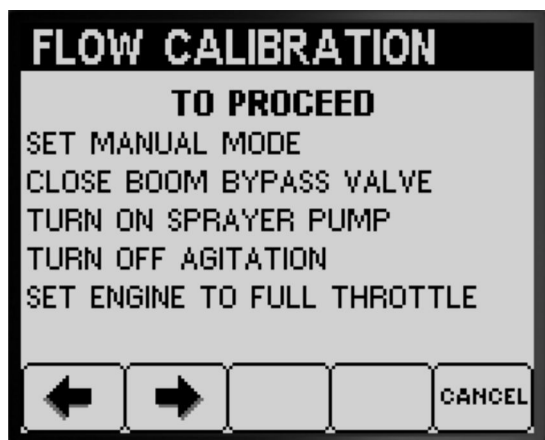 FLOW CALIBRATION
TO PROCEED
SET MANUAL MODE
CLOSE BOOM BYPASS VALVE
TURN ON SPRAYER PUMP
TURN OFF AGITATION
SET ENGINE TO FULL THROTTLE
CANCEL